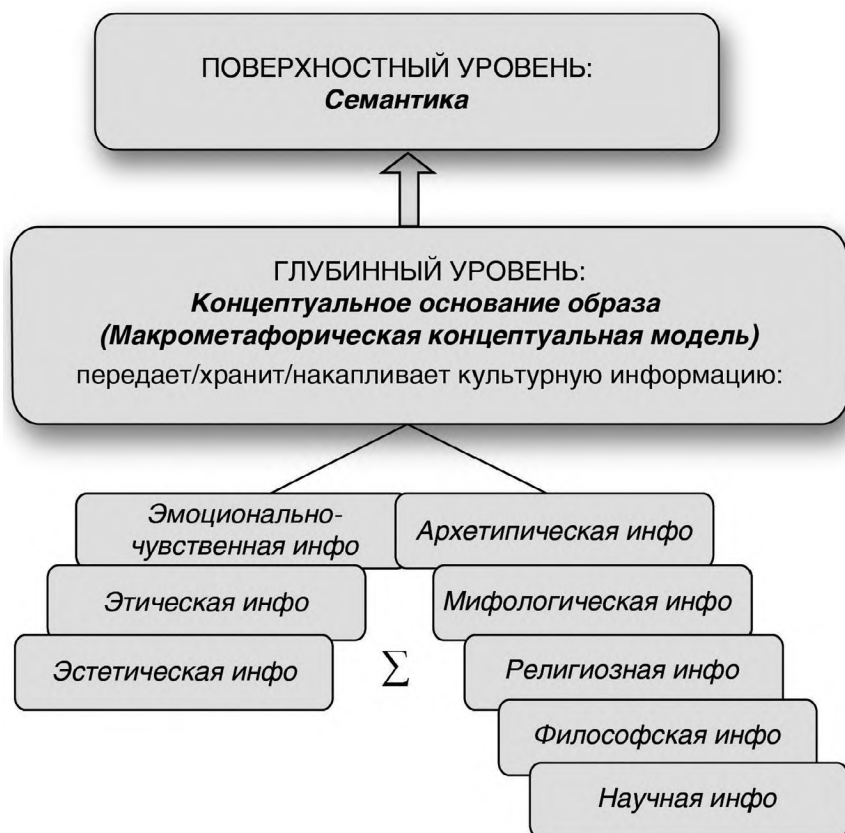 ПОВЕРХНОСТНЫЙ УРОВЕНЬ:
Семантика
ГЛУБИННЫЙ УРОВЕНЬ:
Концептуальное основание образа
(Макрометафорическая концептуальная модель)
передает/хранит/накапливает культурную информацию:
Эмоционально-
чувственная инфо
Этическая инфо
Эстетическая инфо
Σ
Архетипическая инфо
Мифологическая инфо
Религиозная инфо
Философская инфо
Научная инфо